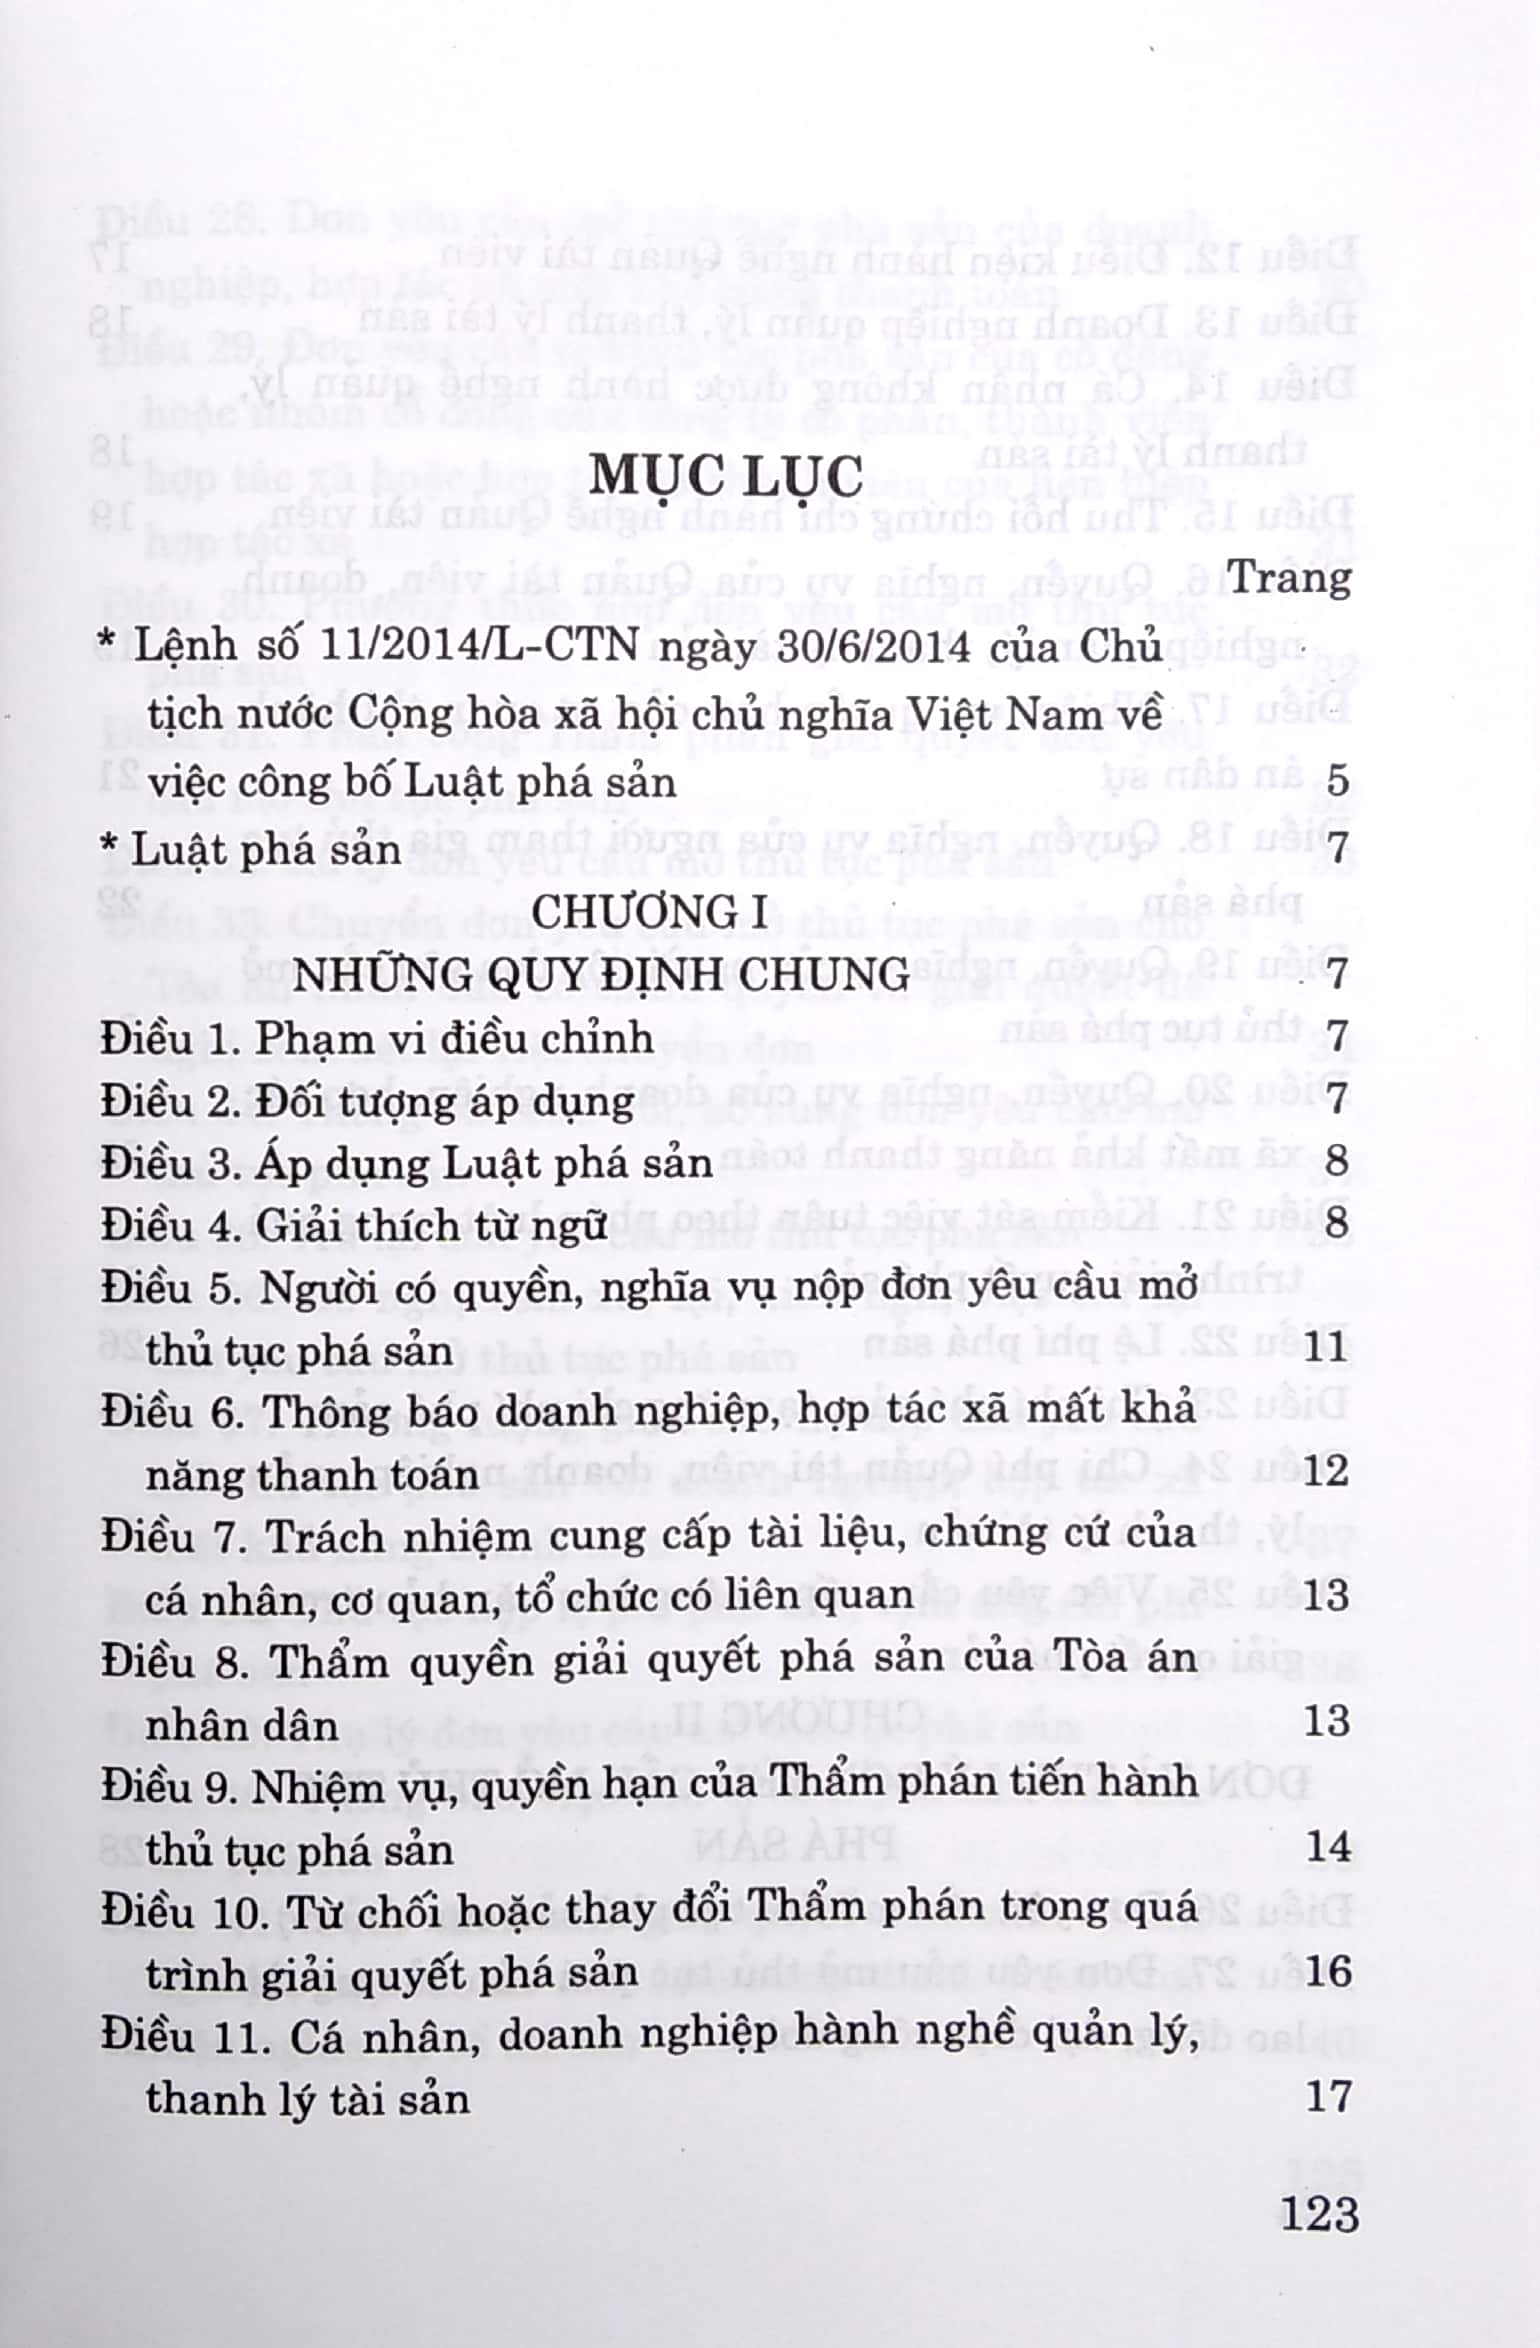 MỤC LỤC
Trang
* Lệnh số 11/2014/L-CTN ngày 30/6/2014 của Chủ
tịch nước Cộng hòa xã hội chủ nghĩa Việt Nam về
việc công bố Luật phá sản 5
* Luật phá sản 7
CHƯƠNG I
NHỮNG QUY ĐỊNH CHUNG 7
Điều 1. Phạm vi điều chỉnh 7
Điều 2. Đối tượng áp dụng 7
Điều 3. Áp dụng Luật phá sản 8
Điều 4. Giải thích từ ngữ 8
Điều 5. Người có quyền, nghĩa vụ nộp đơn yêu cầu mở
thủ tục phá sản 11
Điều 6. Thông báo doanh nghiệp, hợp tác xã mất khả
năng thanh toán 12
Điều 7. Trách nhiệm cung cấp tài liệu, chứng cứ của
cá nhân, cơ quan, tổ chức có liên quan 13
Điều 8. Thẩm quyền giải quyết phá sản của Tòa án
nhân dân 13
Điều 9. Nhiệm vụ, quyền hạn của Thẩm phán tiến hành
thủ tục phá sản 14
Điều 10. Từ chối hoặc thay đổi Thẩm phán trong quá
trình giải quyết phá sản 16
Điều 11. Cá nhân, doanh nghiệp hành nghề quản lý,
thanh lý tài sản 17
123